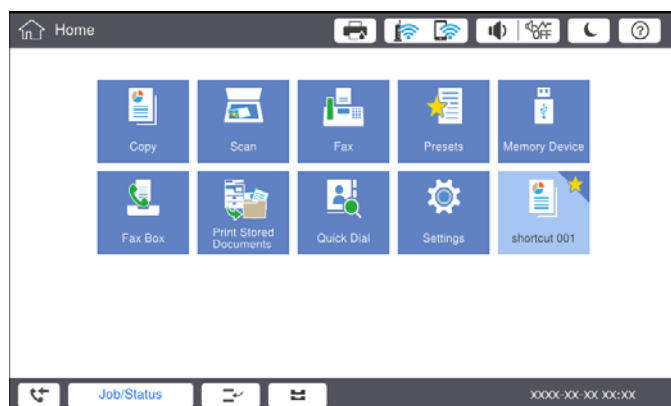 Home
OFF
Copy
Scan
Fax
Presets
Memory Device
Fax Box
Print Stored
Documents
Quick Dial
Settings
shortcut 001
Job/Status
XXXX-XX-XX XX:XX